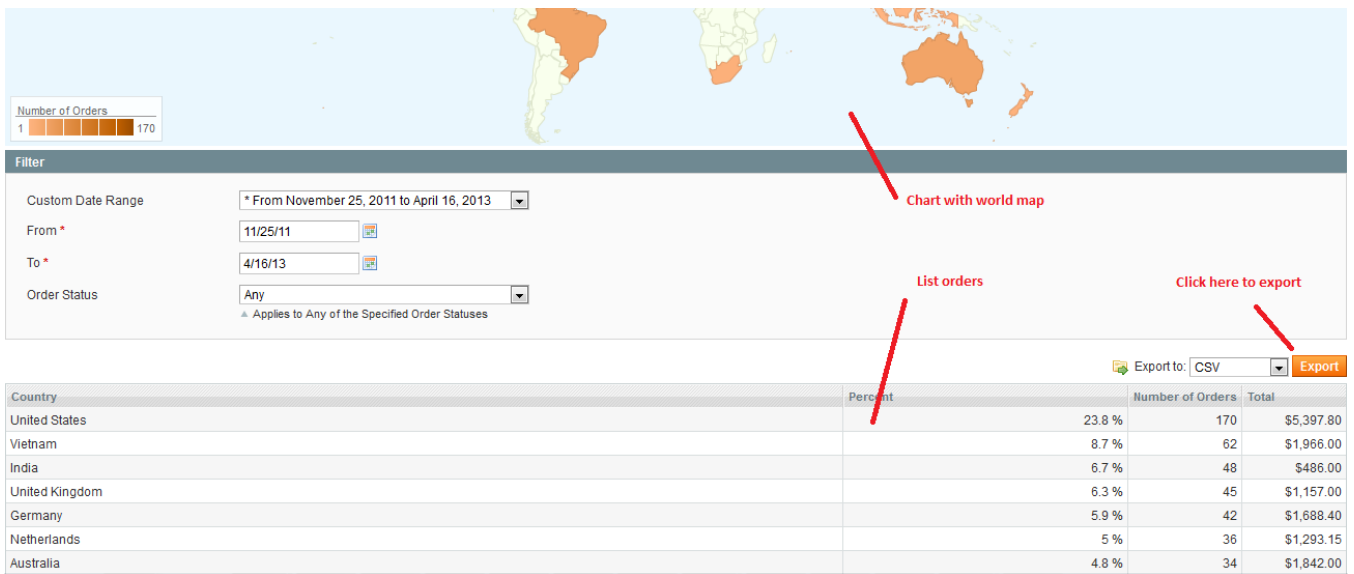 Number of Orders
1 170
Filter
Custom Date Range * From November 25, 2011 to April 16, 2013
Chart with world map
From * 11/25/11
To * 4/16/13
List orders
Click here to export
Order Status Any
Applies to Any of the Specified Order Statuses
Export to: CSV Export
Country Percent Number of Orders Total
United States 23.8 % 170 $5,397.80
Vietnam 8.7 % 62 $1,966.00
India 6.7 % 48 $486.00
United Kingdom 6.3 % 45 $1,157.00
Germany 5.9 % 42 $1,688.40
Netherlands 5 % 36 $1,293.15
Australia 4.8 % 34 $1,842.00